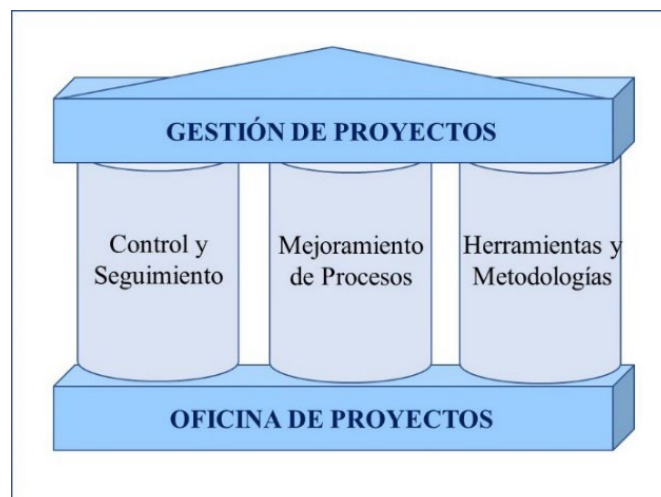 GESTIÓN DE PROYECTOS
Control y
Seguimiento
Mejoramiento
de Procesos
Herramientas y
Metodologías
OFICINA DE PROYECTOS